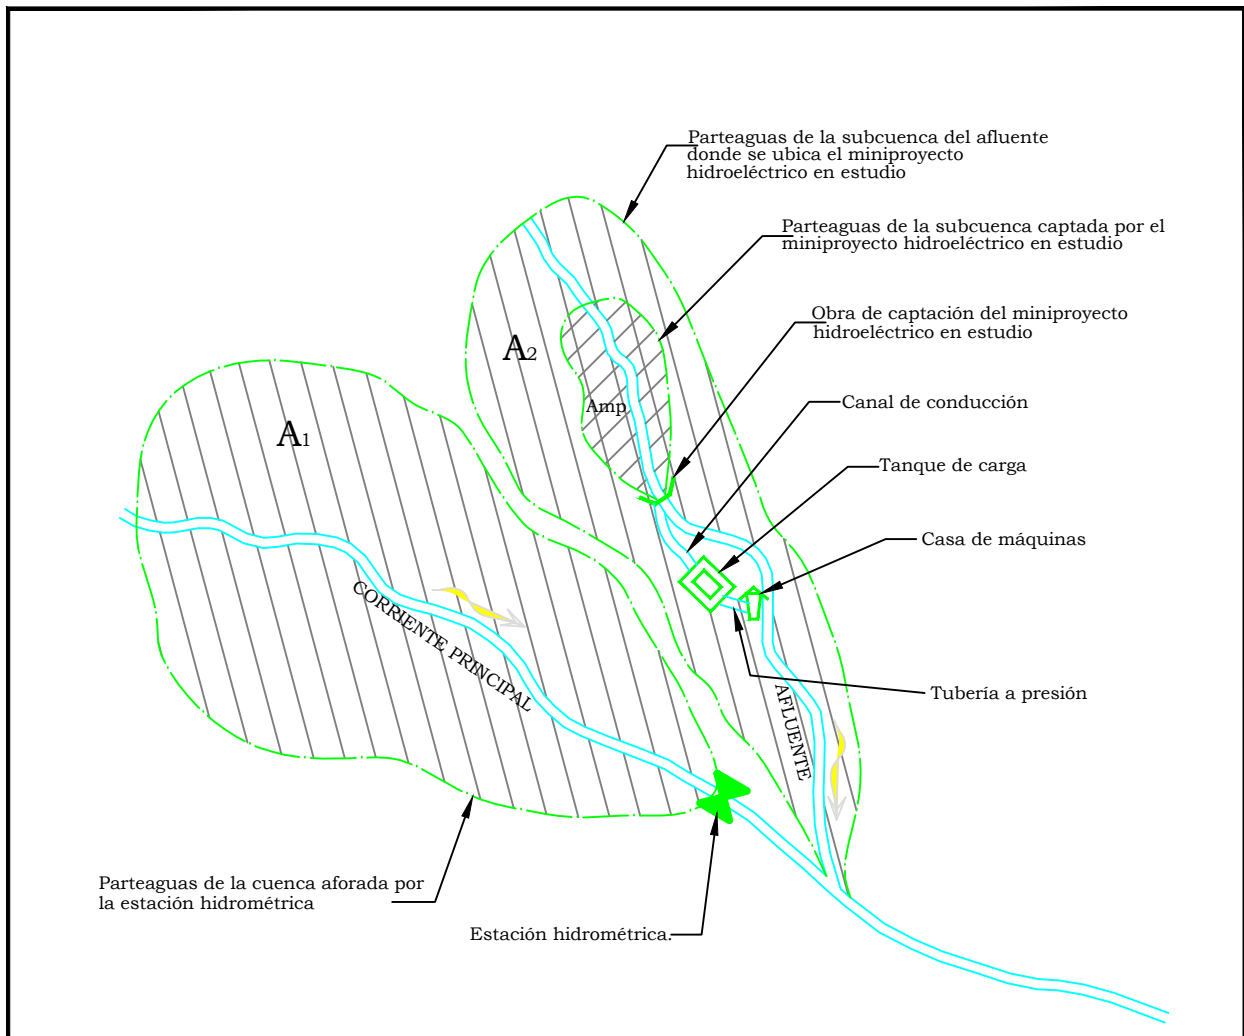 Parteaguas de la subcuenca del afluente
donde se ubica el miniproyecto
hidroeléctrico en estudio
Parteaguas de la subcuenca captada por el
miniproyecto hidroeléctrico en estudio
Obra de captación del miniproyecto
hidroeléctrico en estudio
A2
Amp
Canal de conducción
A1
Tanque de carga
Casa de máquinas
CORRIENTE PRINCIPAL
Tubería a presión
AFLUENTE
Parteaguas de la cuenca aforada por
la estación hidrométrica
Estación hidrométrica.